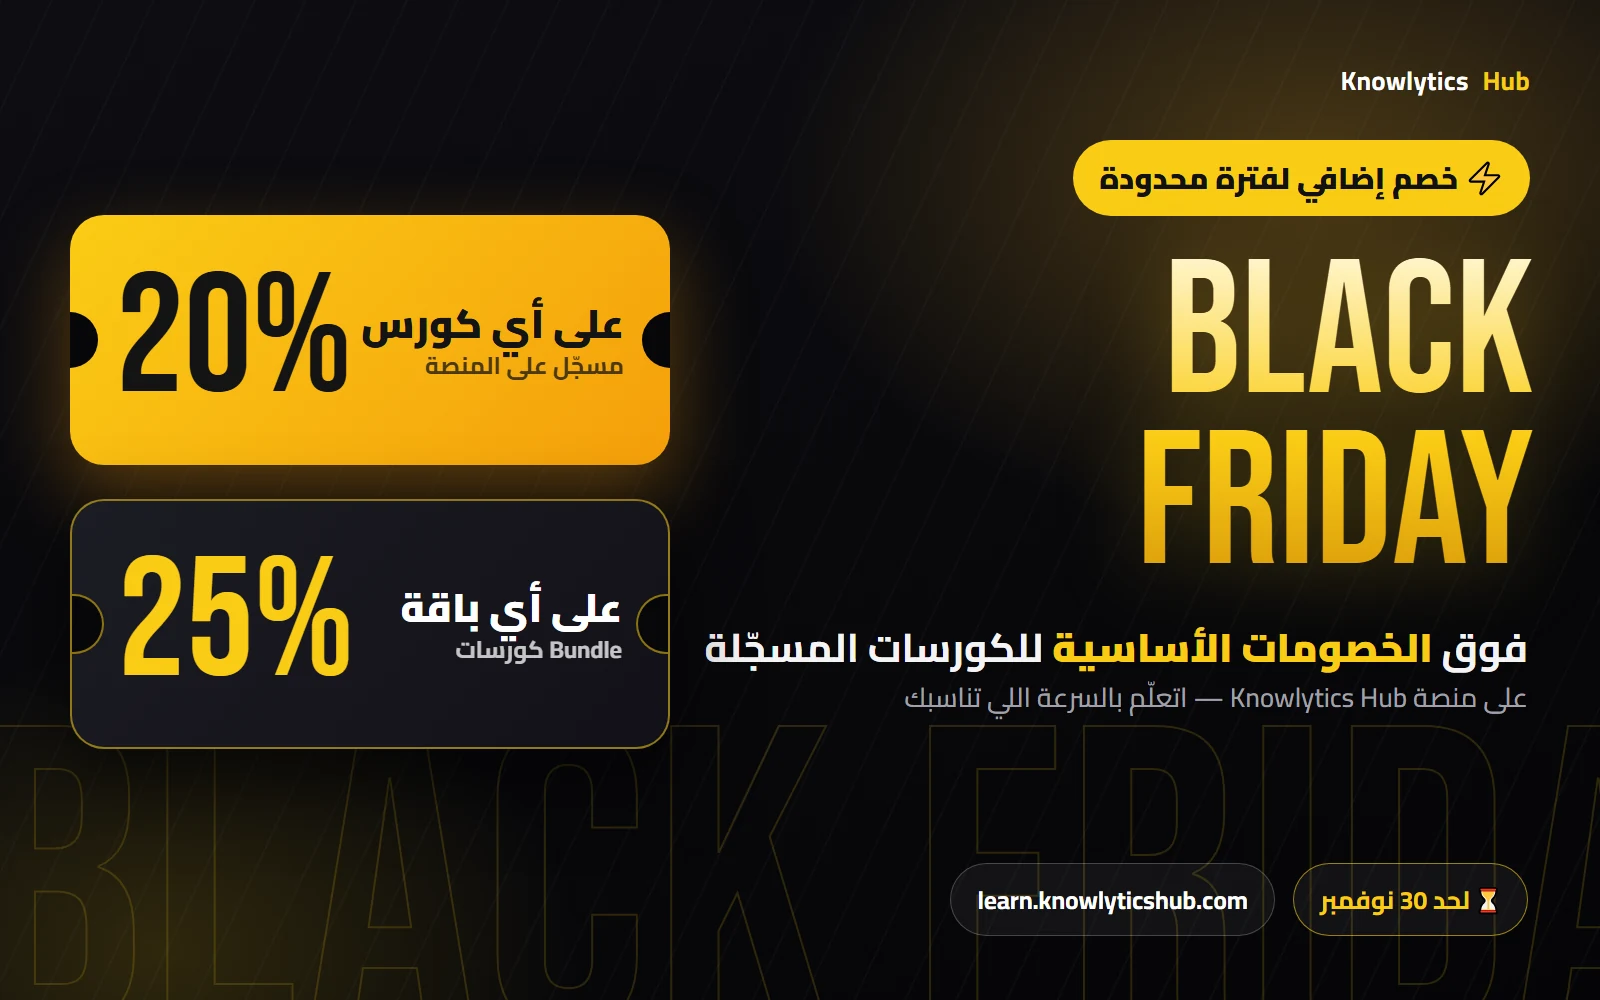 Knowlytics Hub
خصم إضافي لفترة محدودة
BLACK
FRIDAY
فوق الخصومات الأساسية للكورسات المسجّلة
على منصة Knowlytics Hub — اتعلّم بالسرعة اللي تناسبك
على أي كورس
مسجّل على المنصة
20%
على أي باقة
Bundle كورسات
25%
⏳ لحد 30 نوفمبر
learn.knowlyticshub.com
BLACK FRIDA